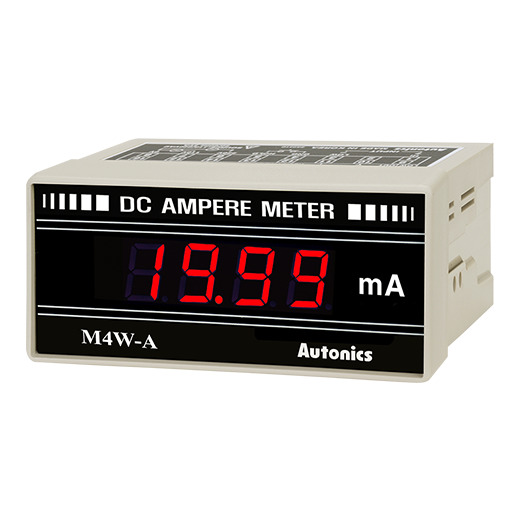 DC AMPERE METER
19.99 mA
M4W-A
Autonics